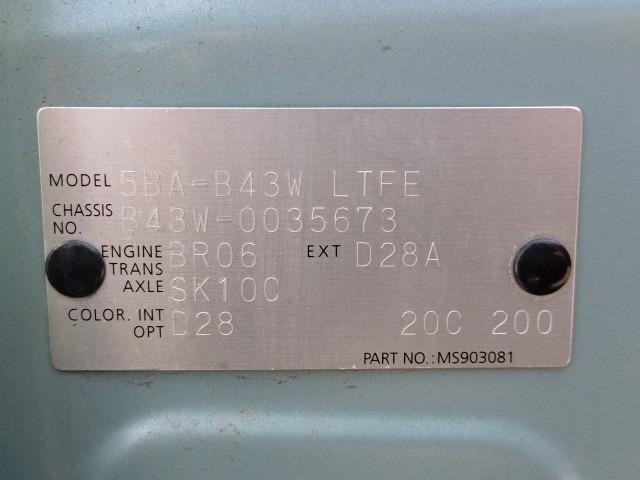 MODEL 5BA-B43W LTFE
CHASSIS NO. B43W-0035673
ENGINE BR06 EXT D28A
TRANS AXLE SK10C
COLOR. INT OPT D28 20C 200
PART NO.:MS903081